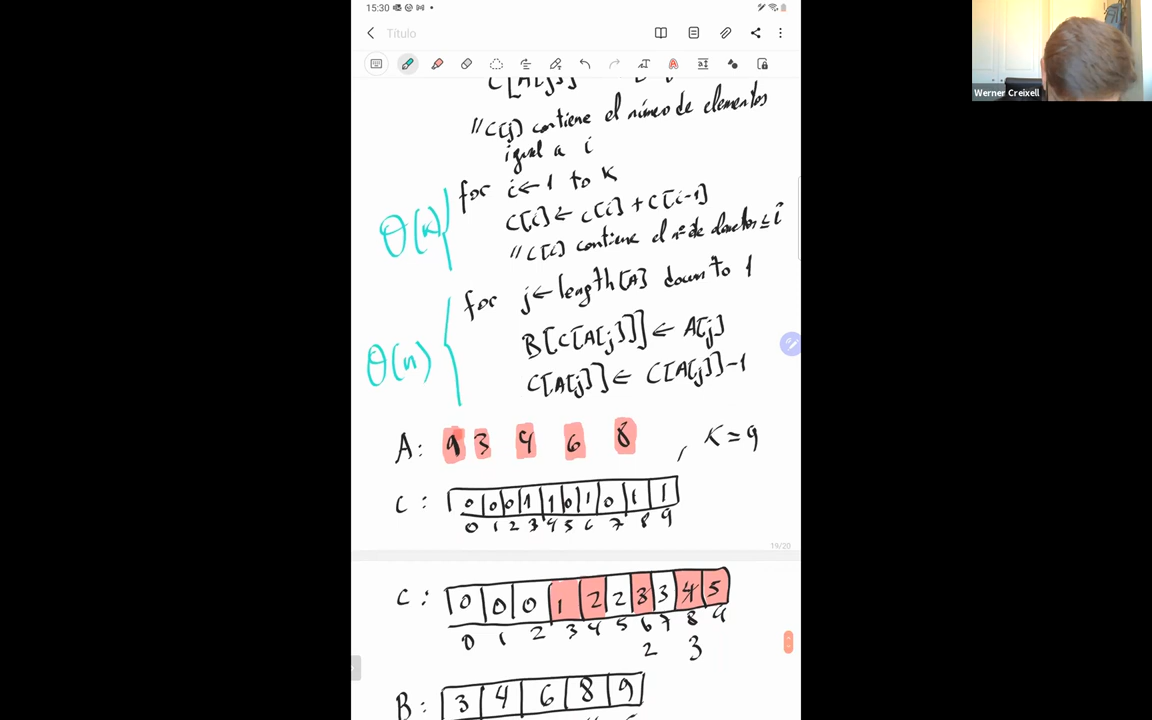 15:30
Título
C[A[j]]
//C[j] contiene el número de elementos
igual a i
for i←1 to K
C[i] ← C[i] + C[i-1]
//C[i] contiene el nº de
≤ i
Θ(K)
for j←length[A] down to 1
B[C[A[j]]] ← A[j]
C[A[j]] ← C[A[j]]-1
Θ(n)
A: 9 3 4 6 8 , K=9
C: 0 0 0 1 1 0 1 0 1 1
0 1 2 3 4 5 6 7 8 9
19/20
C: 0 0 0 1 2 2 3 3 4 5
0 1 2 3 4 5 6 7 8 9
2 3
B: 3 4 6 8 9
Werner Creixell